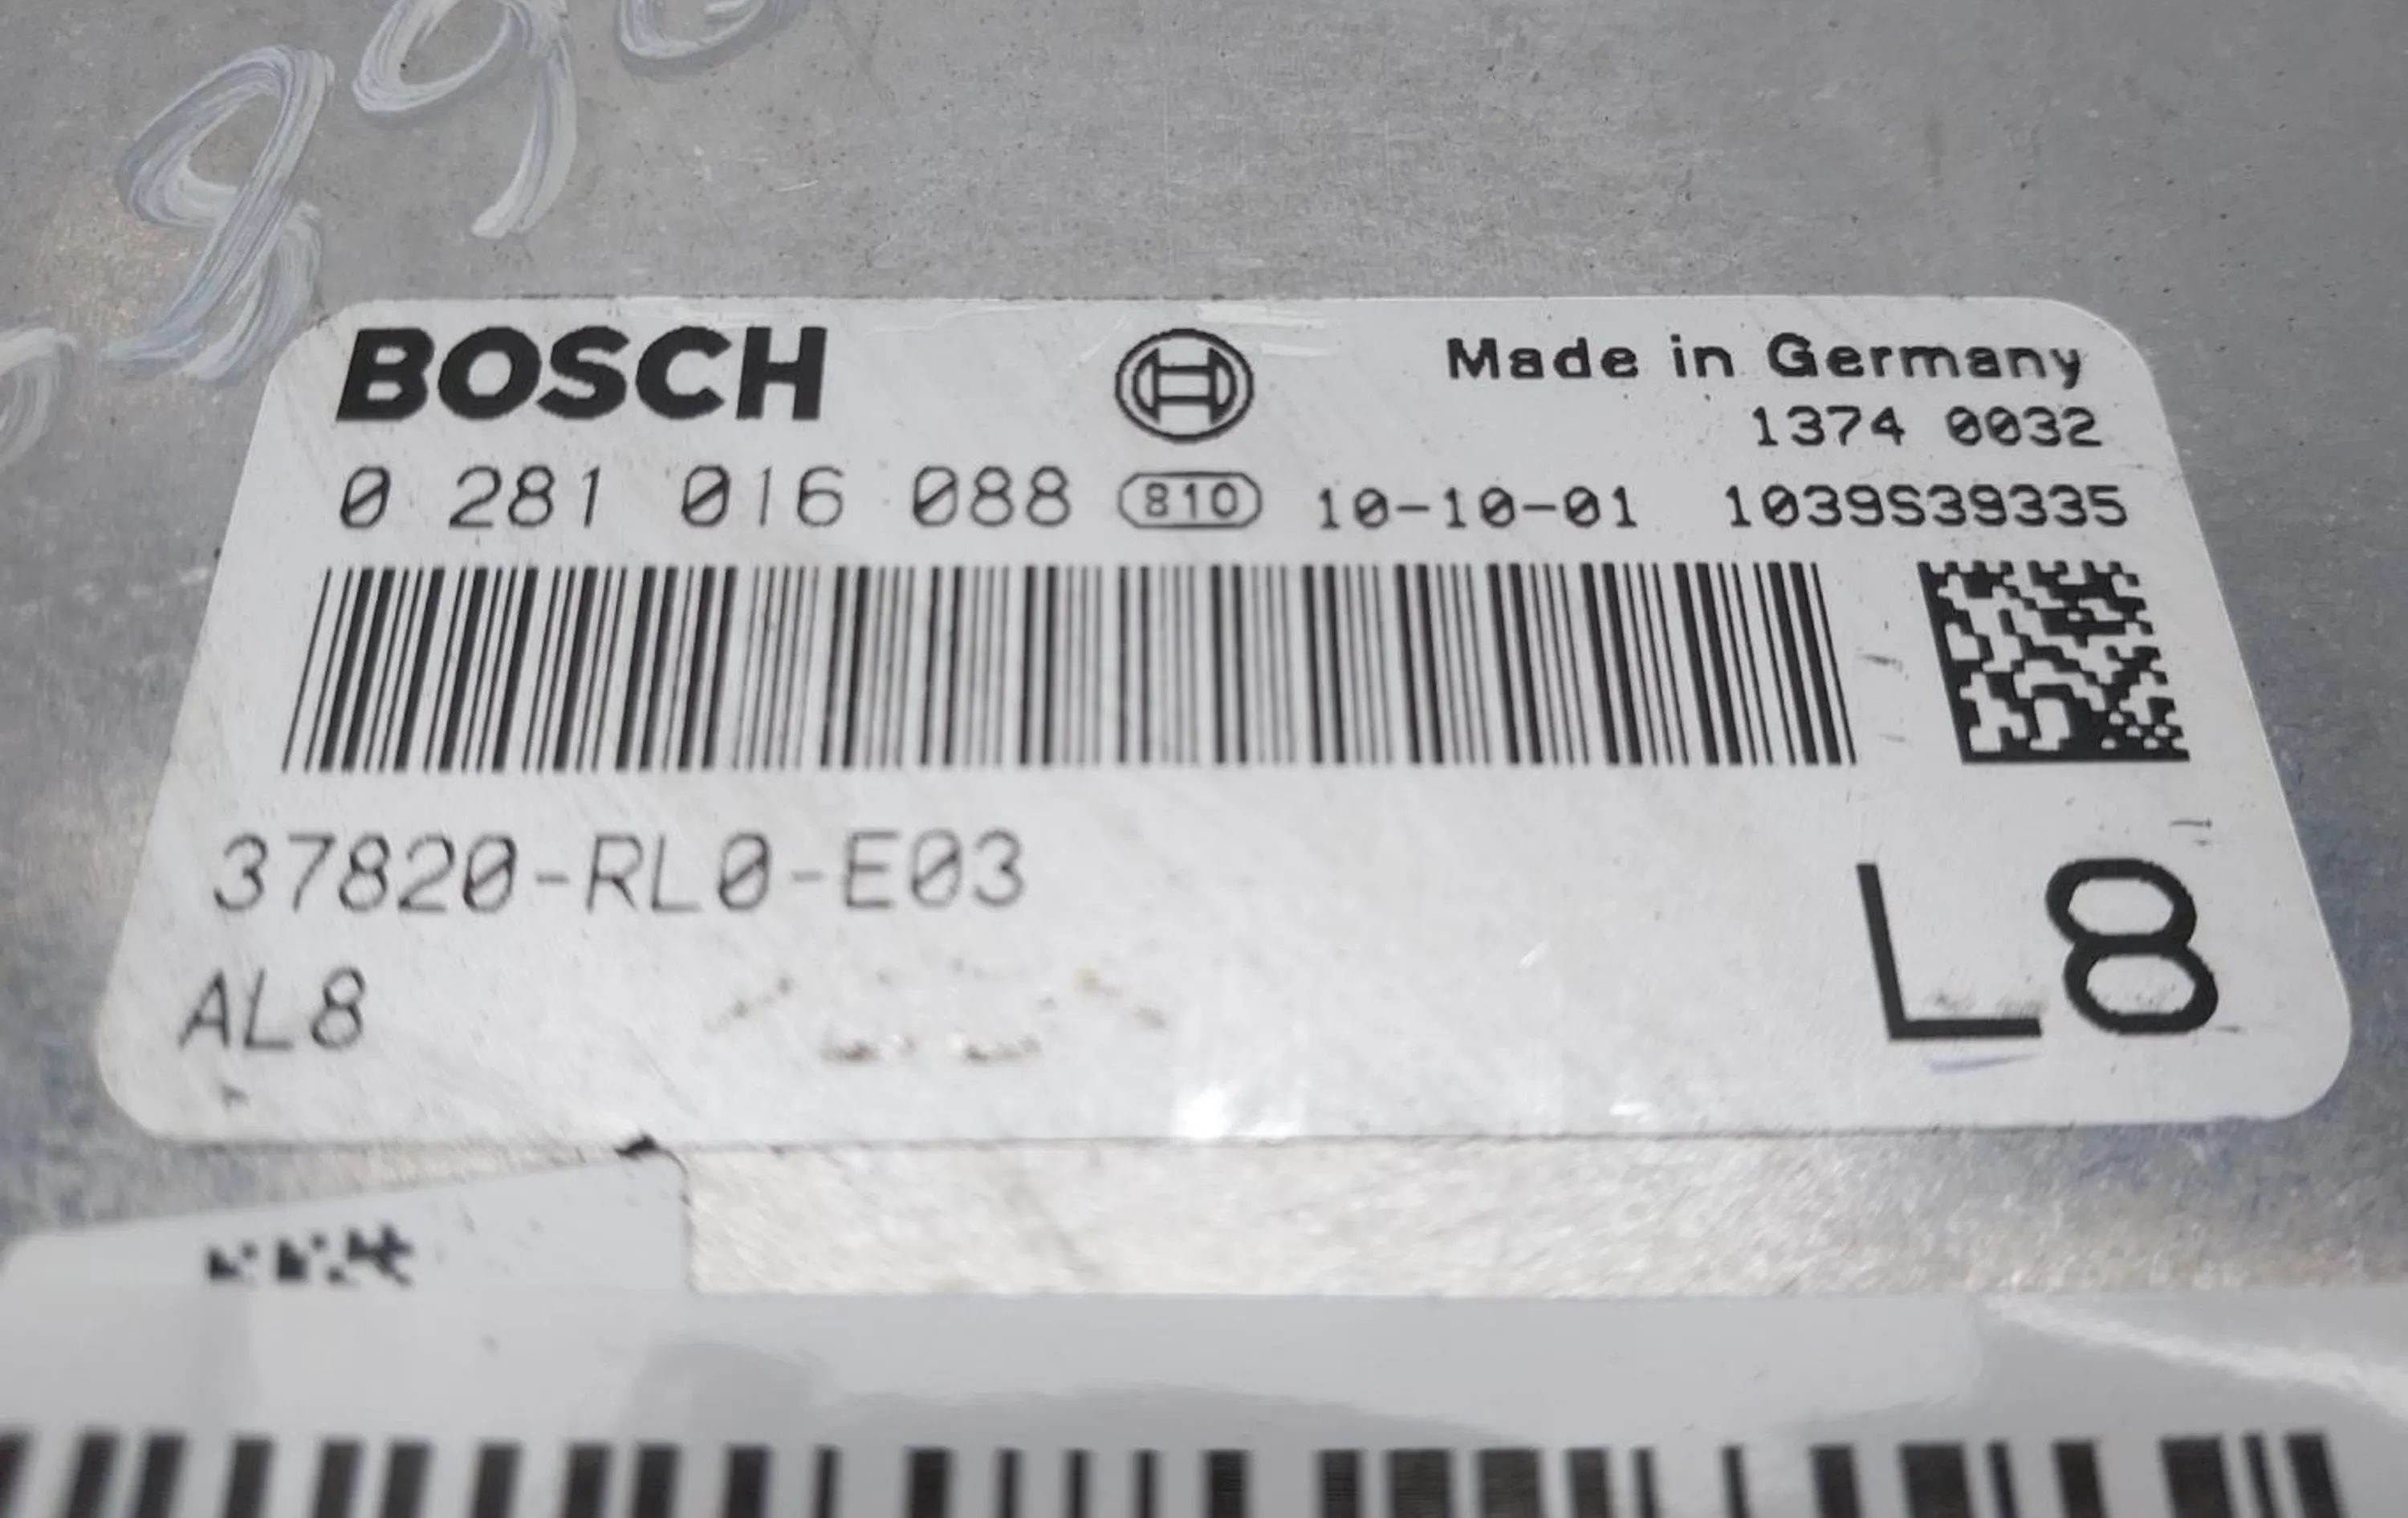 BOSCH
Made in Germany
1374 0032
0 281 016 088 810 10-10-01 1039S39335
37820-RL0-E03
AL8
L8